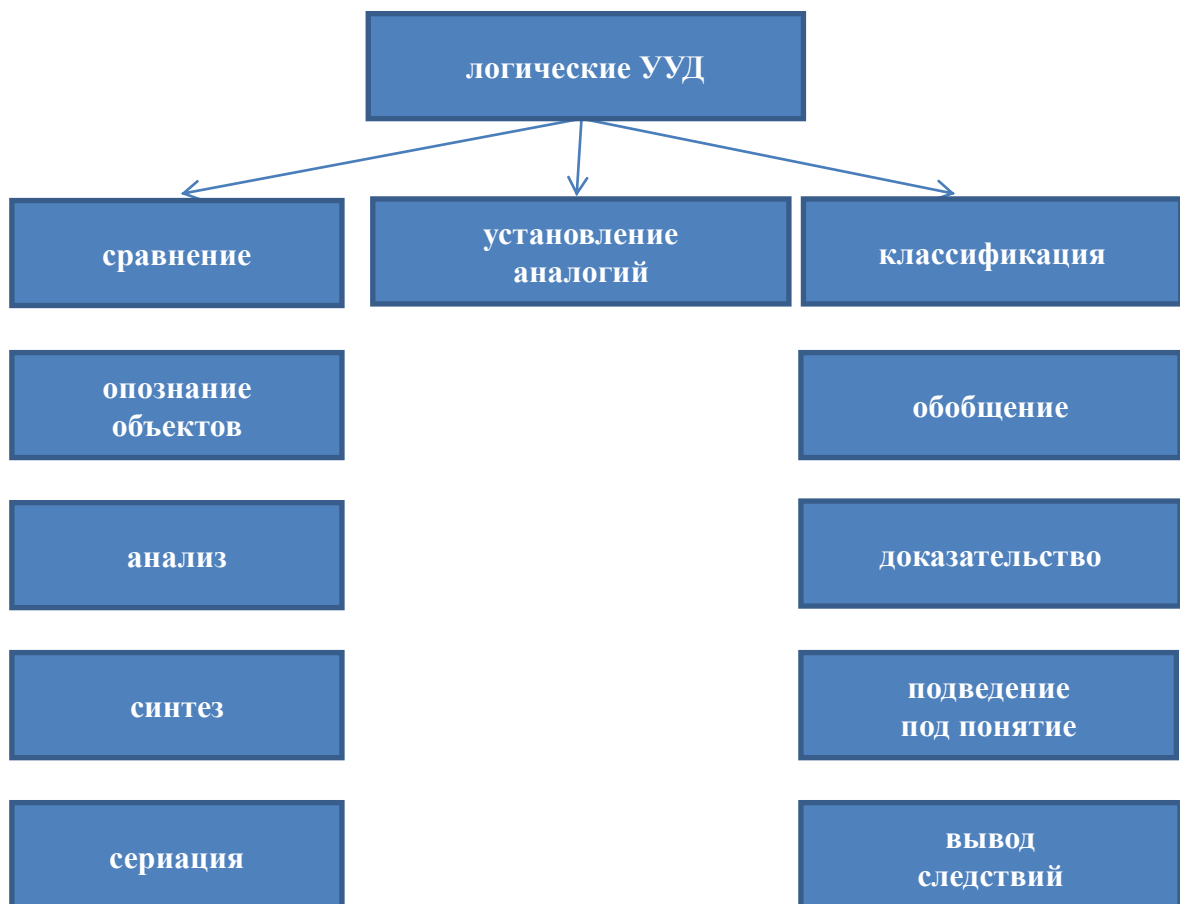 логические УУД
сравнение
установление
аналогий
классификация
опознание
объектов
обобщение
анализ
доказательство
синтез
подведение
под понятие
сериация
вывод
следствий